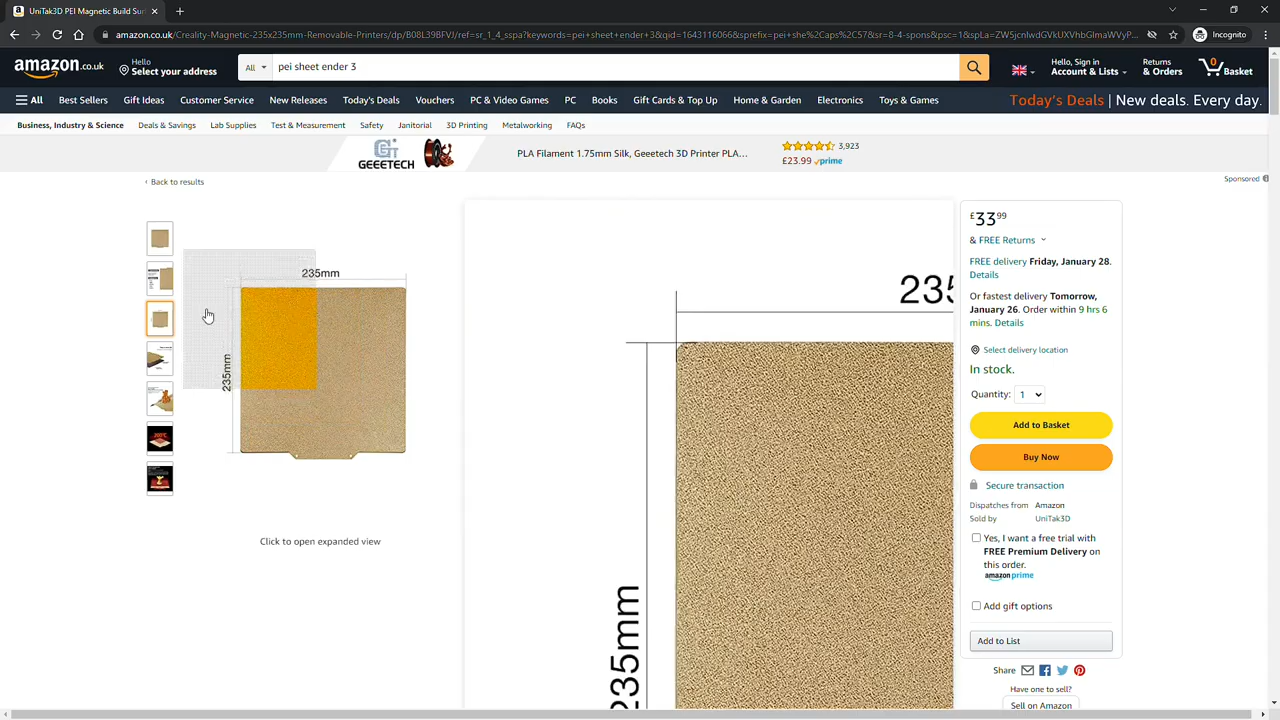 UniTak3D PEI Magnetic Build Sur
amazon.co.uk/Creality-Magnetic-235x235mm-Removable-Printers/dp/B08L39BFVJ/ref=sr_1_4_sspa?keywords=pei+sheet+ender+3&qid=1643116066&sprefix=pei+she%2Caps%2C57&sr=8-4-spons&psc=1&spLa=ZW5jcnlwdGVkUXVhbGlmaWVyP...
Incognito
amazon.co.uk
Hello
Select your address
All
pei sheet ender 3
Hello, Sign in
Account & Lists
Returns
& Orders
0
Basket
All
Best Sellers
Gift Ideas
Customer Service
New Releases
Today's Deals
Vouchers
PC & Video Games
PC
Books
Gift Cards & Top Up
Home & Garden
Electronics
Toys & Games
Today's Deals | New deals. Every day.
Business, Industry & Science
Deals & Savings
Lab Supplies
Test & Measurement
Safety
Janitorial
3D Printing
Metalworking
FAQs
GEEETECH
PLA Filament 1.75mm Silk, Geeetech 3D Printer PLA...
3,923
£23.99 prime
‹ Back to results
Sponsored
235mm
235mm
Click to open expanded view
235
235mm
£33 99
& FREE Returns
FREE delivery Friday, January 28.
Details
Or fastest delivery Tomorrow,
January 26. Order within 9 hrs 6
mins. Details
Select delivery location
In stock.
Quantity: 1
Add to Basket
Buy Now
Secure transaction
Dispatches from Amazon
Sold by UniTak3D
Yes, I want a free trial with
FREE Premium Delivery on
this order.
amazon prime
Add gift options
Add to List
Share
Have one to sell?
Sell on Amazon